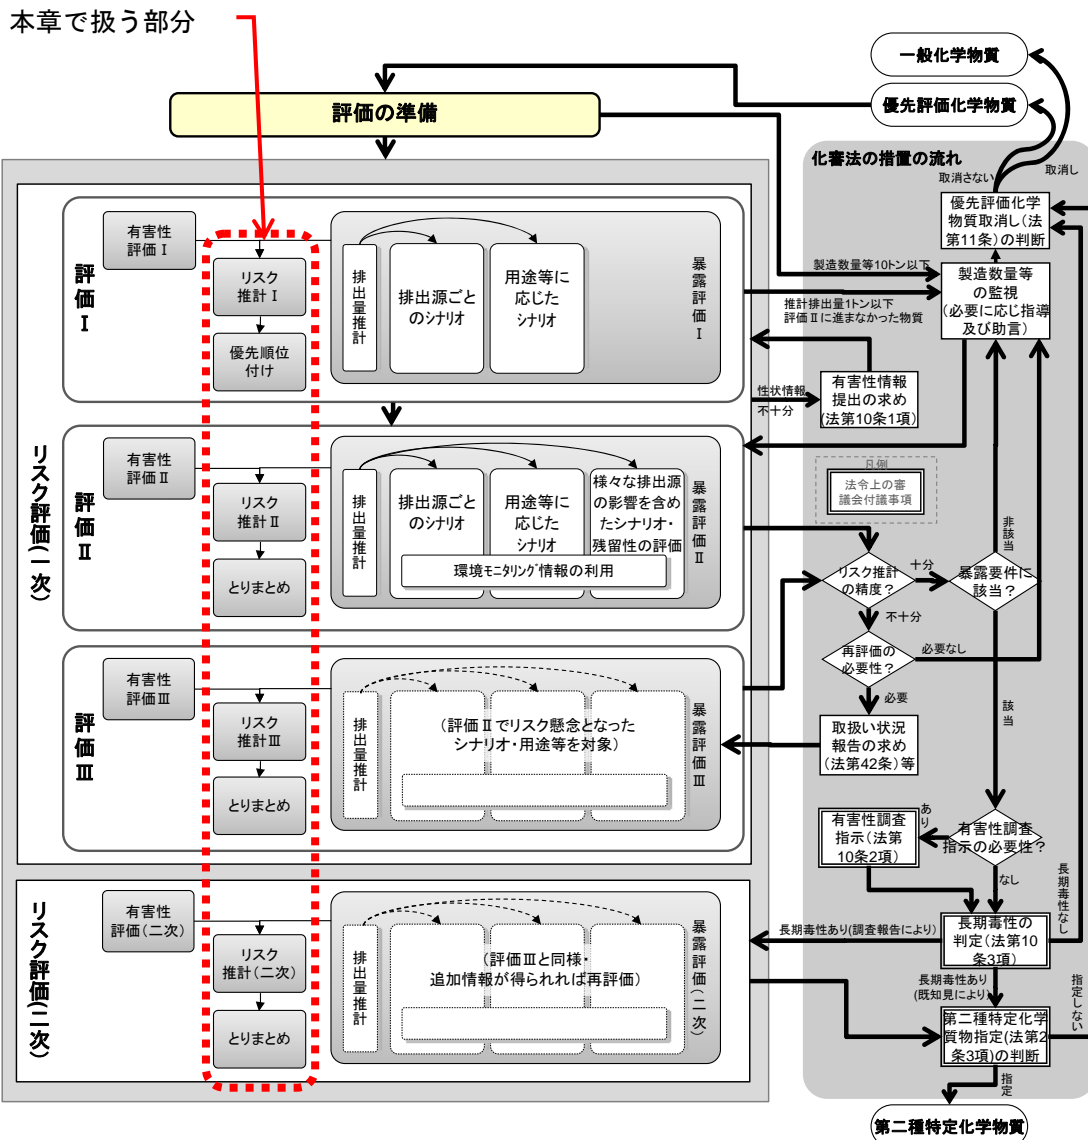 本章で扱う部分
一般化学物質
優先評価化学物質
評価の準備
化審法の措置の流れ
取消さない
取消し
優先評価化学
物質取消し(法
第11条)の判断
製造数量等10トン以下
製造数量等
の監視
(必要に応じ指導
及び助言)
推計排出量1トン以下
評価Ⅱに進まなかった物質
リスク評価(一次)
評価Ⅰ
有害性
評価Ⅰ
リスク
推計Ⅰ
優先順位
付け
排出量推計
排出源ごと
のシナリオ
用途等に
応じた
シナリオ
暴露評価Ⅰ
性状情報
不十分
有害性情報
提出の求め
(法第10条1項)
評価Ⅱ
有害性
評価Ⅱ
リスク
推計Ⅱ
とりまとめ
排出量推計
排出源ごと
のシナリオ
用途等に
応じた
シナリオ
様々な排出源
の影響を含め
たシナリオ・
残留性の評価
環境モニタリング情報の利用
暴露評価Ⅱ
凡例
法令上の審
議会付議事項
リスク推計
の精度?
十分
暴露要件に
該当?
非該当
不十分
再評価の
必要性?
必要なし
必要
該当
取扱い状況
報告の求め
(法第42条)等
評価Ⅲ
有害性
評価Ⅲ
リスク
推計Ⅲ
とりまとめ
排出量推計
(評価Ⅱでリスク懸念となった
シナリオ・用途等を対象)
暴露評価Ⅲ
あり
有害性調査
指示(法第
10条2項)
有害性調査
指示の必要性?
なし
長期毒性なし
リスク評価(二次)
有害性
評価(二次)
リスク
推計(二次)
とりまとめ
排出量推計
(評価Ⅲと同様・
追加情報が得られれば再評価)
暴露評価(二次)
長期毒性あり(調査報告により)
長期毒性の
判定(法第10
条3項)
長期毒性あり
(既知見により)
指定しない
第二種特定化学
質物指定(法第2
条3項)の判断
指定
第二種特定化学物質